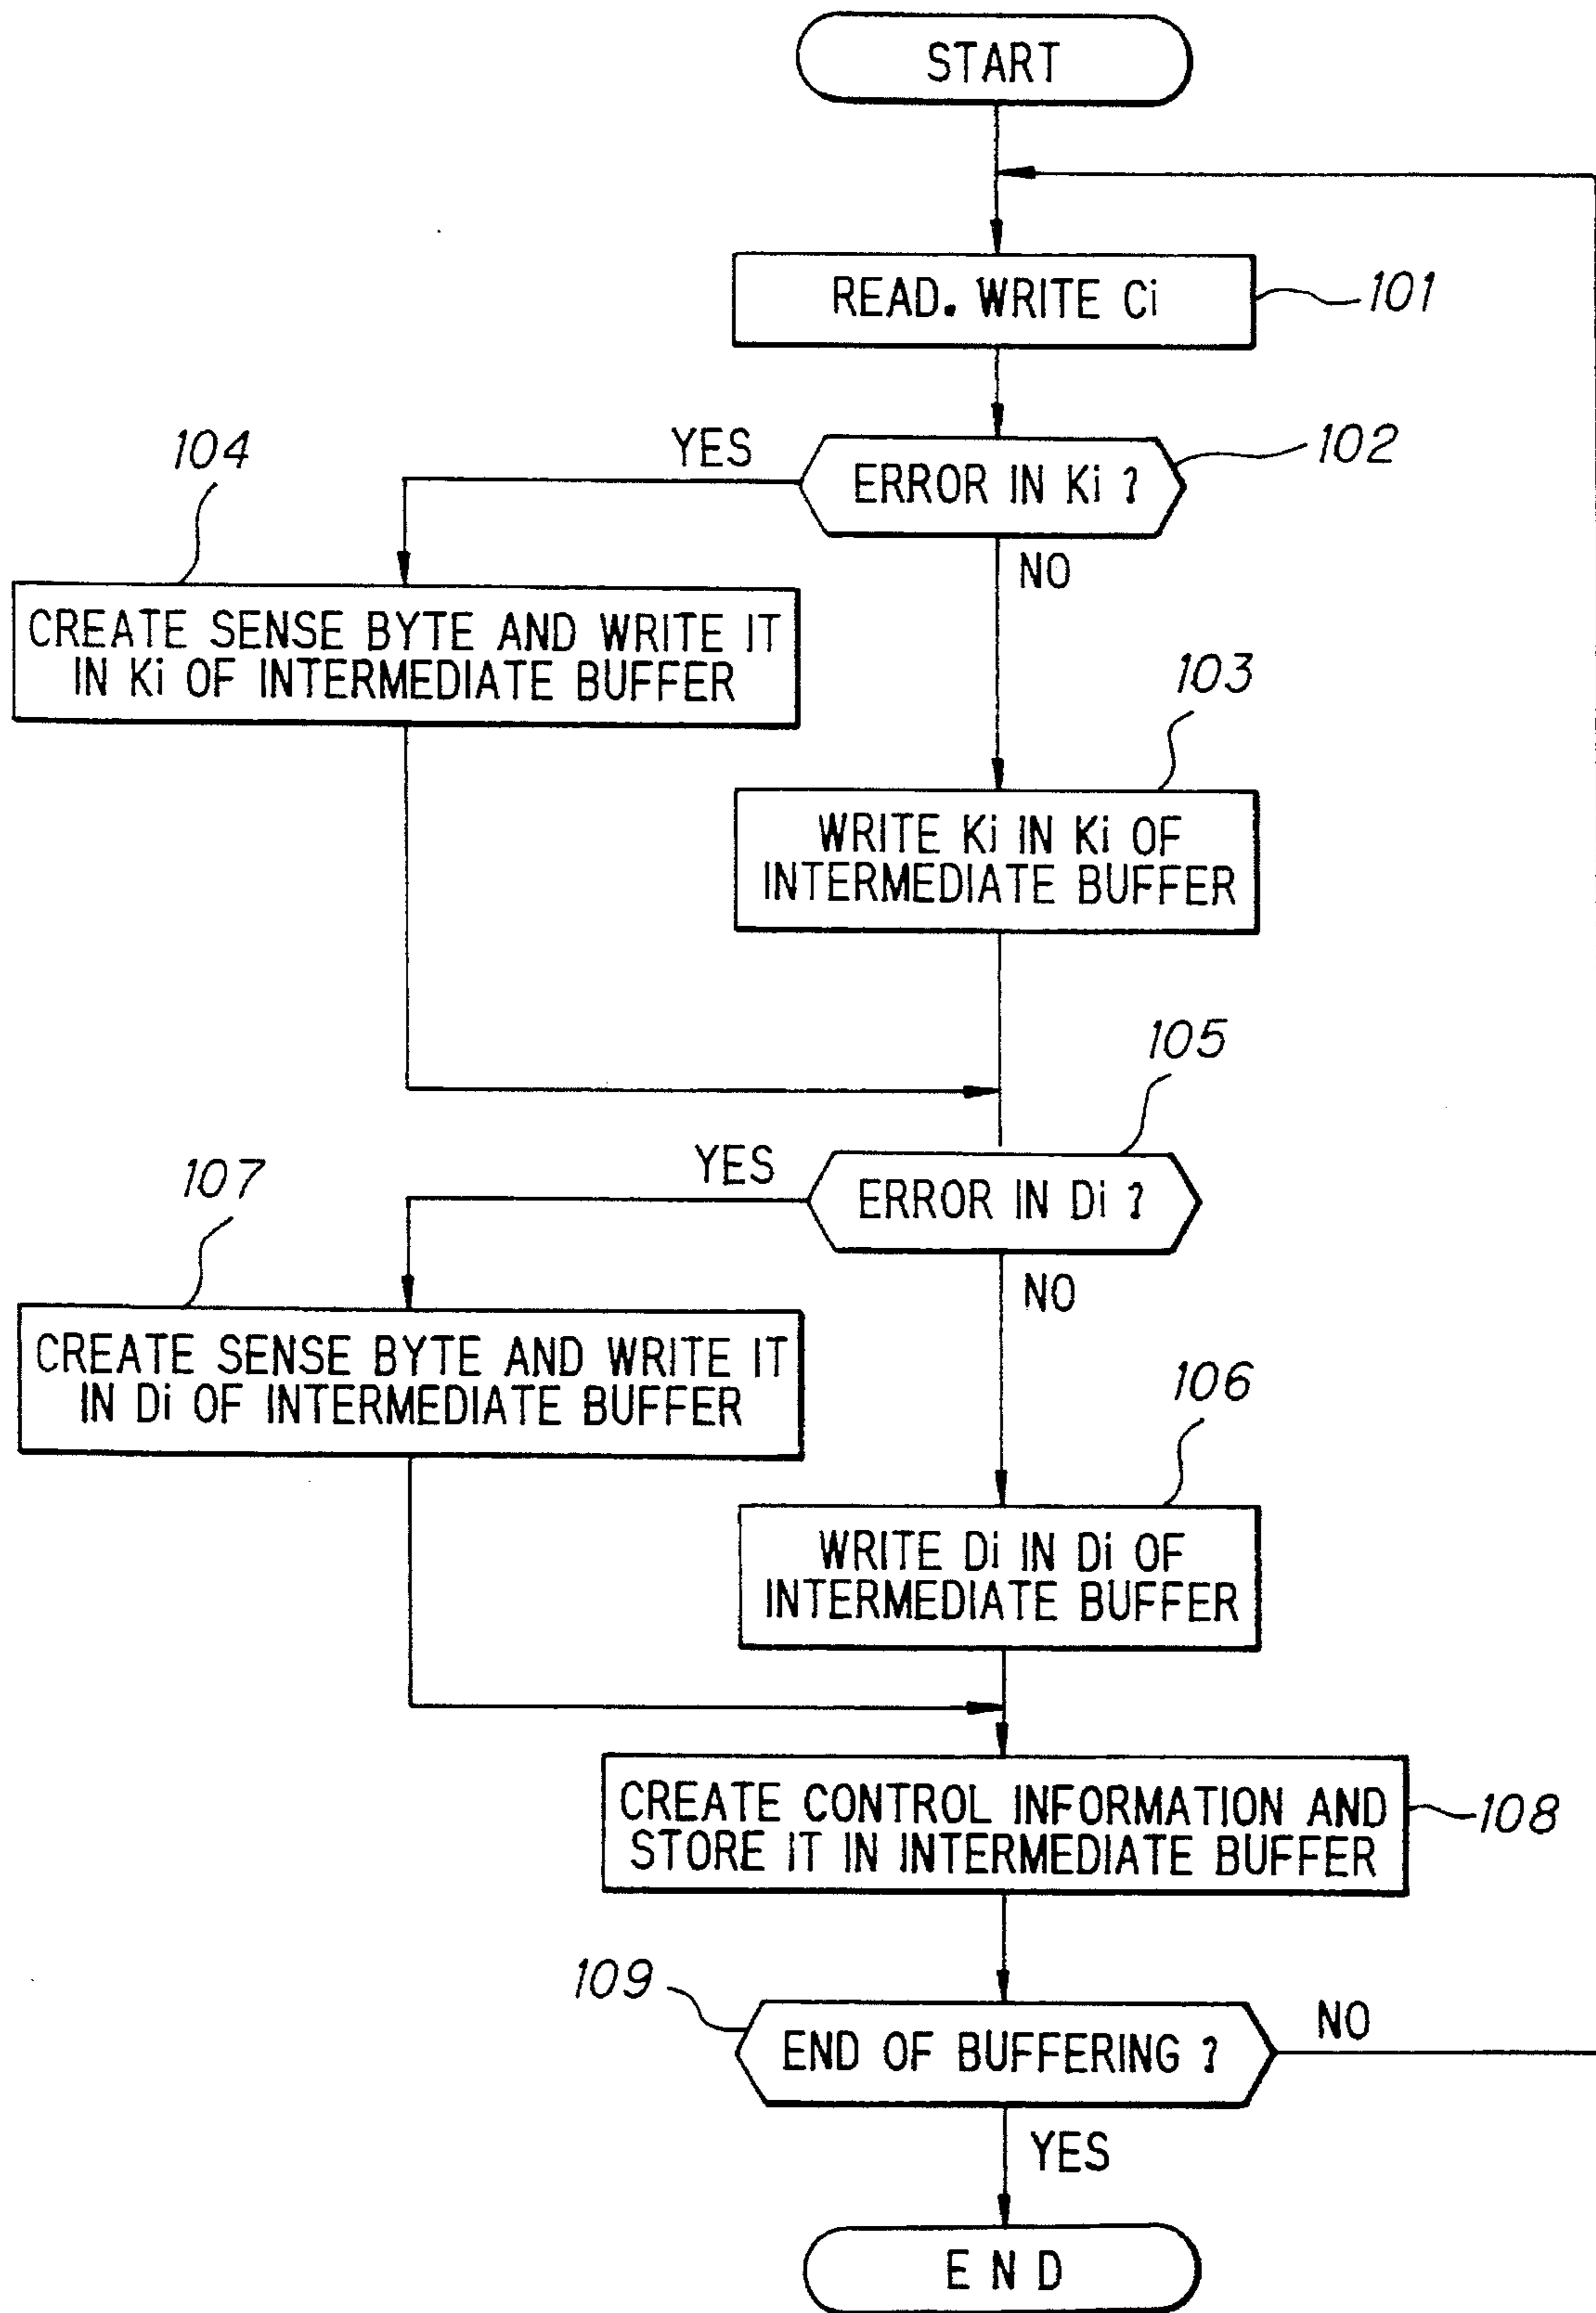 START
READ. WRITE Ci
101
YES
ERROR IN Ki ?
102
104
NO
CREATE SENSE BYTE AND WRITE IT
IN Ki OF INTERMEDIATE BUFFER
103
WRITE Ki IN Ki OF
INTERMEDIATE BUFFER
105
YES
ERROR IN Di ?
107
NO
CREATE SENSE BYTE AND WRITE IT
IN Di OF INTERMEDIATE BUFFER
106
WRITE Di IN Di OF
INTERMEDIATE BUFFER
CREATE CONTROL INFORMATION AND
STORE IT IN INTERMEDIATE BUFFER
108
109
END OF BUFFERING ?
NO
YES
END